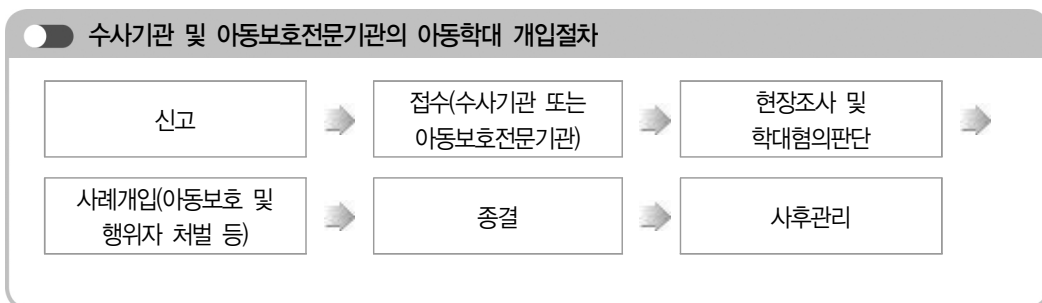 수사기관 및 아동보호전문기관의 아동학대 개입절차
신고
접수(수사기관 또는
아동보호전문기관)
현장조사 및
학대혐의판단
사례개입(아동보호 및
행위자 처벌 등)
종결
사후관리